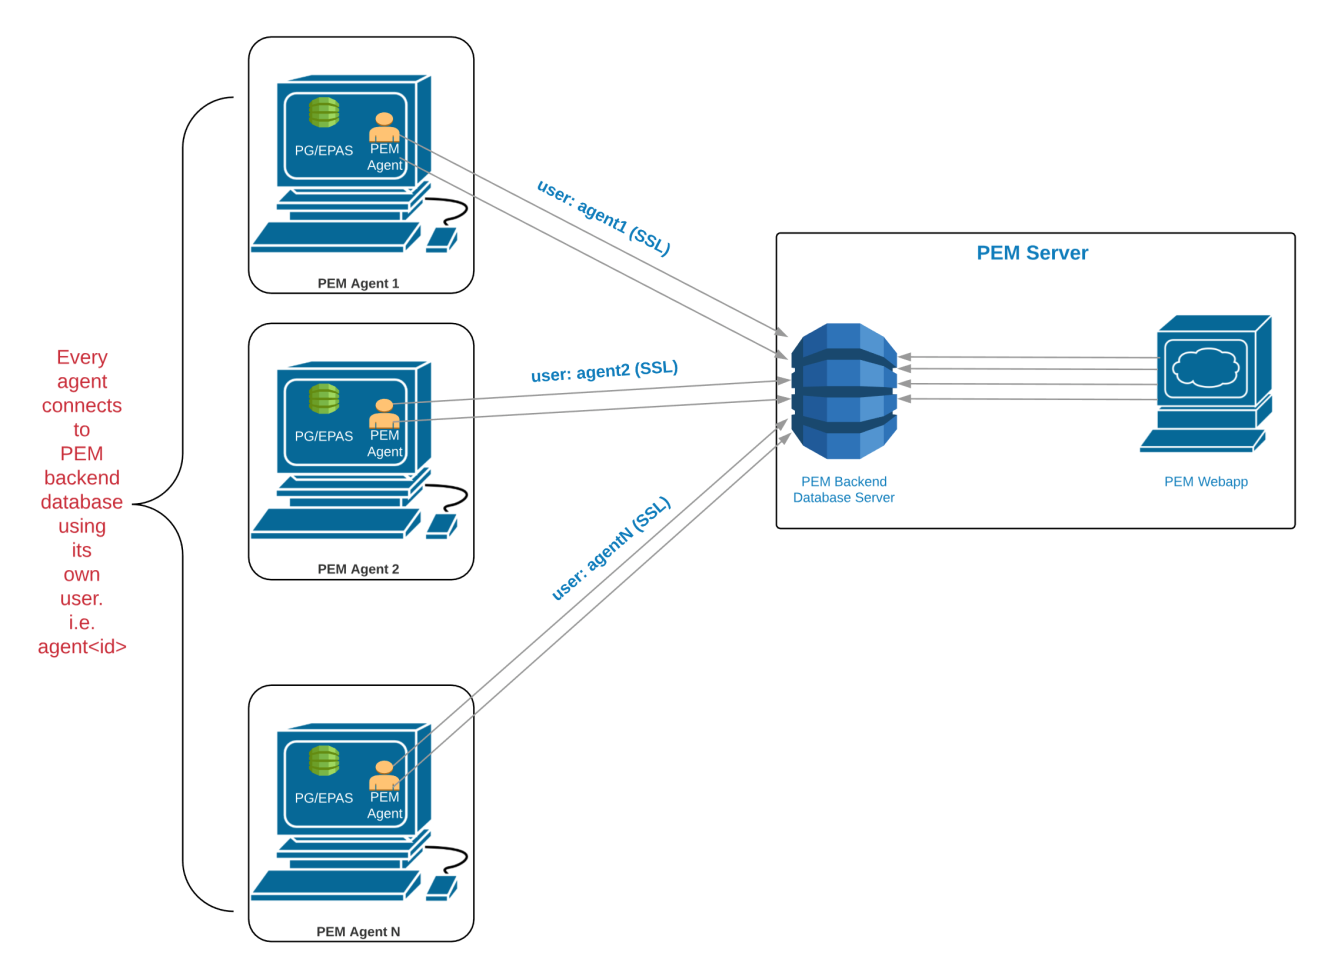 Every
agent
connects
to
PEM
backend
database
using
its
own
user.
i.e.
agent<id>
PG/EPAS
PEM
Agent
PEM Agent 1
PG/EPAS
PEM
Agent
PEM Agent 2
PG/EPAS
PEM
Agent
PEM Agent N
user: agent1 (SSL)
user: agent2 (SSL)
user: agentN (SSL)
PEM Server
PEM Backend
Database Server
PEM Webapp